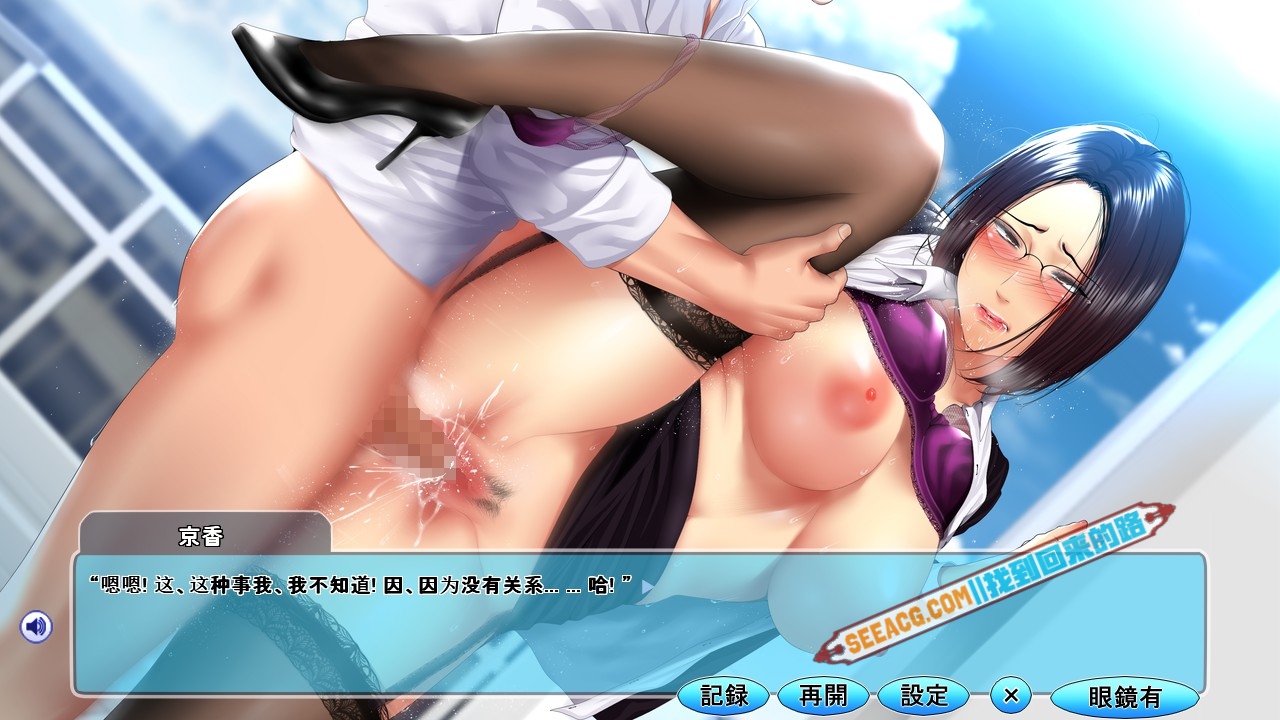 京香
“嗯嗯! 这、这种事我、我不知道! 因、因为没有关系... ... 哈! ”
SEEACG.COM||找到回来的路
記録
再開
設定
×
眼鏡有